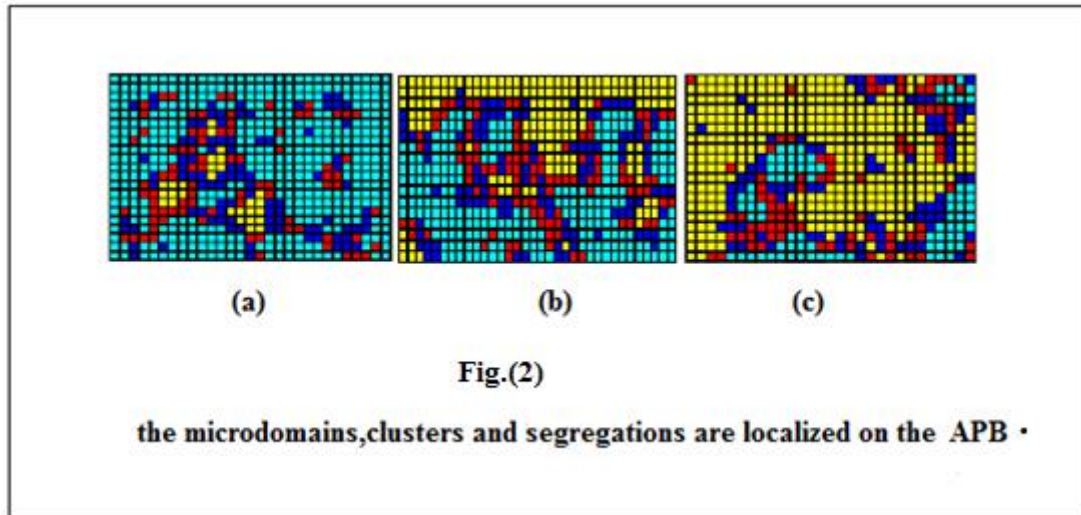 (a) (b) (c)
Fig.(2)
the microdomains,clusters and segregations are localized on the APB .